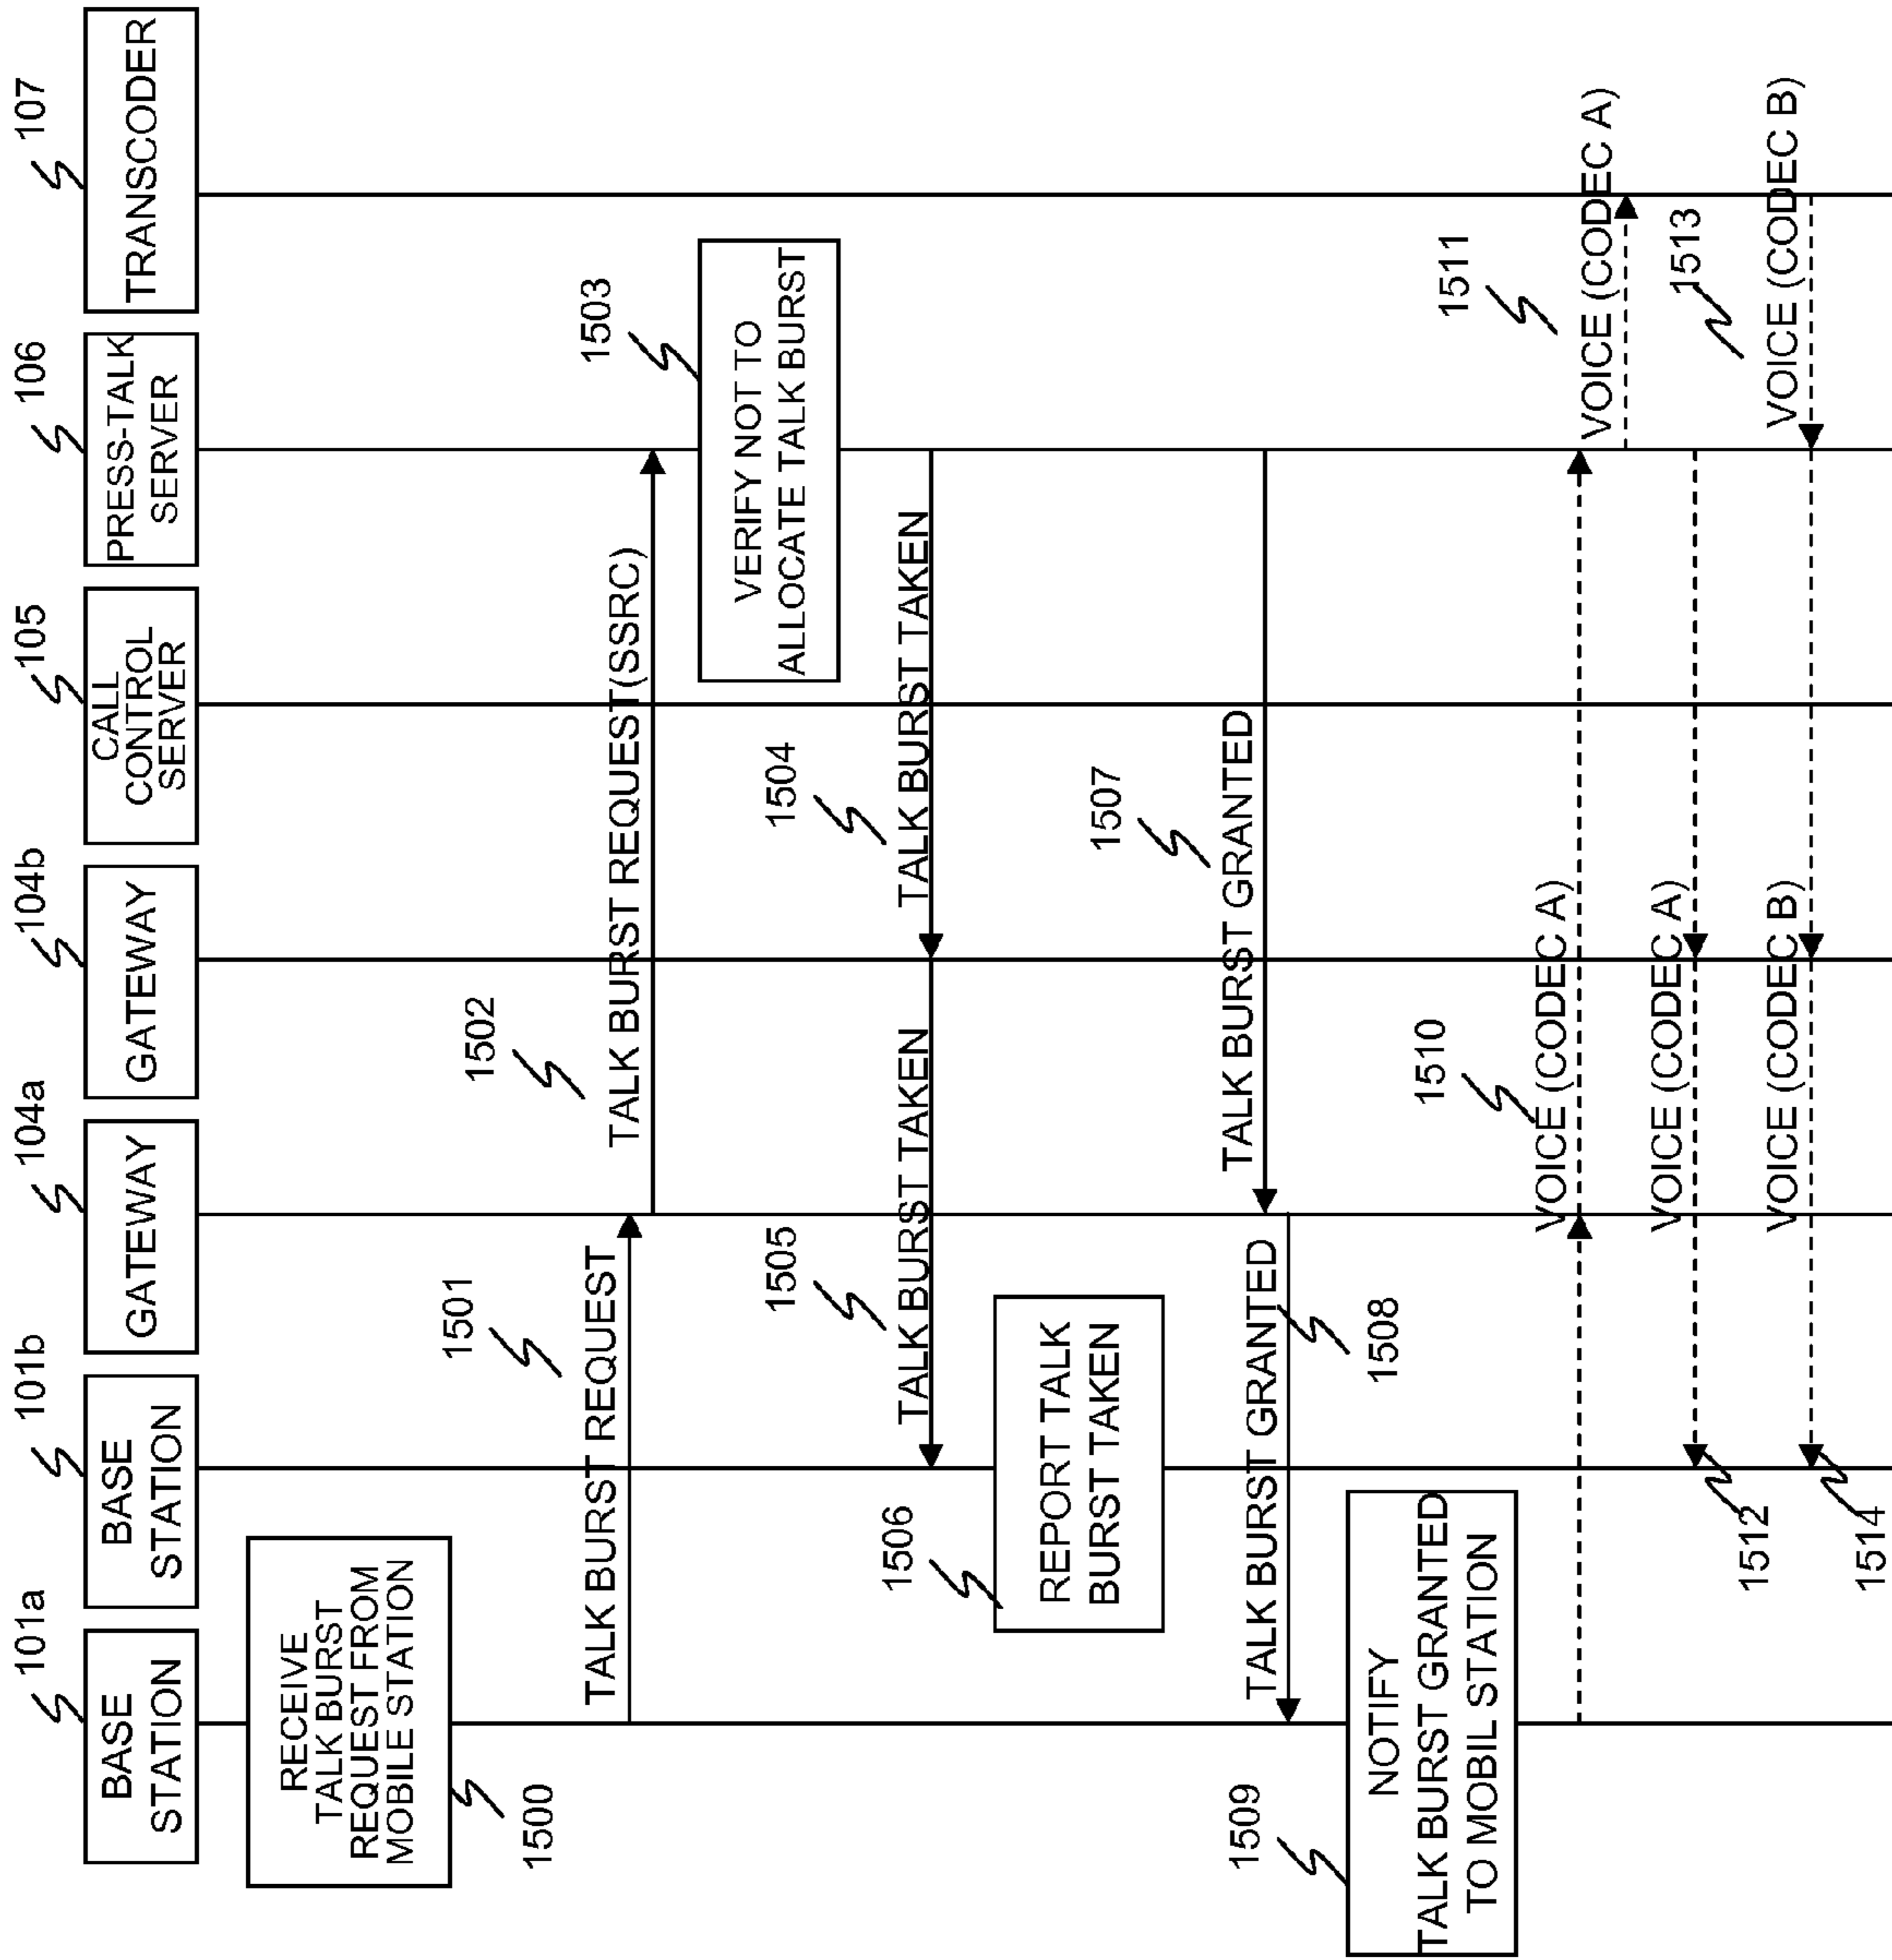 101a
101b
104a
104b
105
106
107
BASE
STATION
BASE
STATION
GATEWAY
GATEWAY
CALL
CONTROL
SERVER
PRESS-TALK
SERVER
TRANSCODER
RECEIVE
TALK BURST
REQUEST FROM
MOBILE STATION
1500
1501
TALK BURST REQUEST
1502
TALK BURST REQUEST(SSRC)
1503
VERIFY NOT TO
ALLOCATE TALK BURST
1504
TALK BURST TAKEN
1505
TALK BURST TAKEN
1506
REPORT TALK
BURST TAKEN
1507
TALK BURST GRANTED
TALK BURST GRANTED
1508
1509
NOTIFY
TALK BURST GRANTED
TO MOBIL STATION
1510
VOICE (CODEC A)
1511
VOICE (CODEC A)
VOICE (CODEC A)
1512
1513
VOICE (CODEC B)
VOICE (CODEC B)
1514